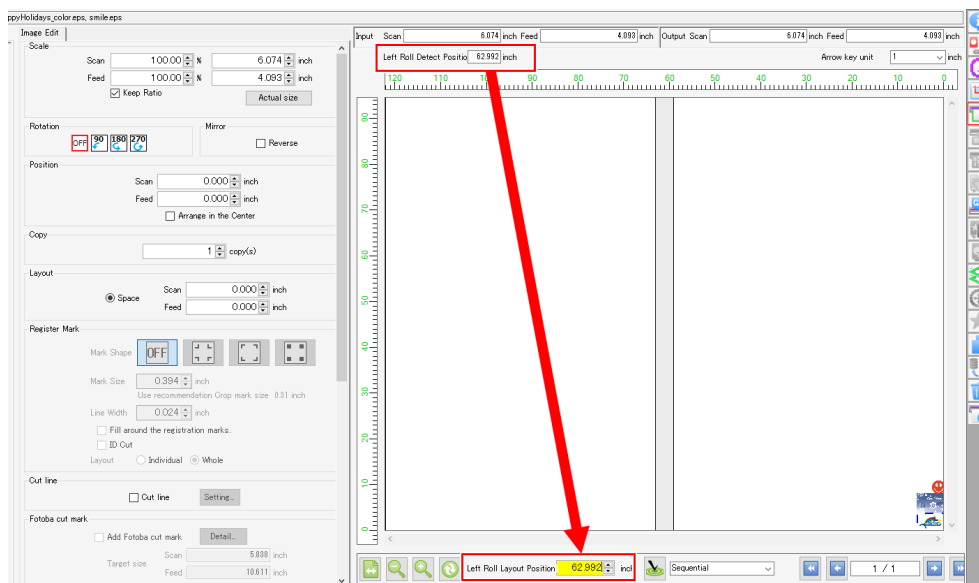 ppyHolidays_color.eps, smile.eps
Image Edit
Scale
Scan 100.00 % 6.074 inch
Feed 100.00 % 4.093 inch
Keep Ratio Actual size
Rotation Mirror
OFF 90 180 270 Reverse
Position
Scan 0.000 inch
Feed 0.000 inch
Arrange in the Center
Copy
1 copy(s)
Layout
Space
Scan 0.000 inch
Feed 0.000 inch
Register Mark
Mark Shape OFF
Mark Size 0.394 inch
Use recommendation Crop mark size 0.31 inch
Line Width 0.024 inch
Fill around the registration marks.
ID Cut
Layout Individual Whole
Cut line
Cut line Setting...
Fotoba cut mark
Add Fotoba cut mark Detail...
Target size
Scan 5.838 inch
Feed 10.611 inch
Input Scan 6.074 inch Feed 4.093 inch Output Scan 6.074 inch Feed 4.093 inch
Left Roll Detect Positio 62.992 inch Arrow key unit 1 inch
120 110 100 90 80 70 60 50 40 30 20 10 0
90
80
70
60
50
40
30
20
10
0
Left Roll Layout Position 62.992 incl Sequential 1 / 1